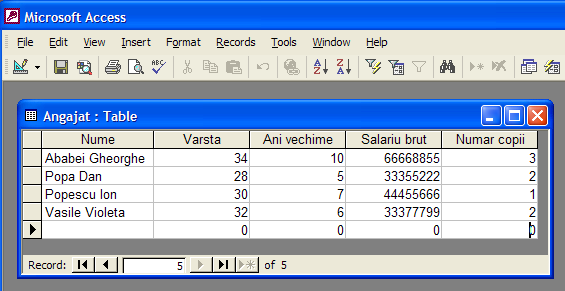 Microsoft Access
File Edit View Insert Format Records Tools Window Help
ABC
A Z Z A
Angajat : Table
Nume Varsta Ani vechime Salariu brut Numar copii
Ababei Gheorghe 34 10 66668855 3
Popa Dan 28 5 33355222 2
Popescu Ion 30 7 44455666 1
Vasile Violeta 32 6 33377799 2
0 0 0 0
Record: 5 of 5